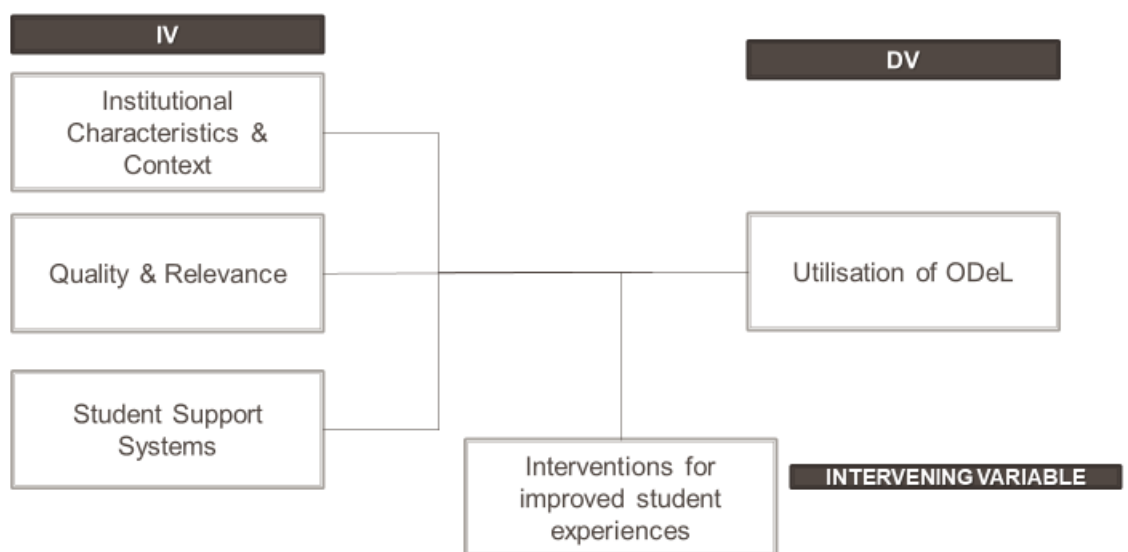 IV
Institutional
Characteristics &
Context
Quality & Relevance
Student Support
Systems
DV
Utilisation of ODeL
Interventions for
improved student
experiences
INTERVENING VARIABLE